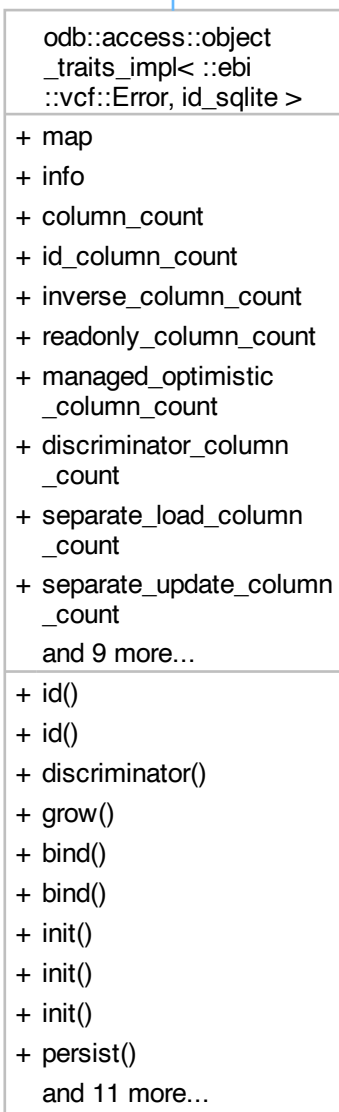 odb::access::object
_traits_impl< ::ebi
::vcf::Error, id_sqlite >
+ map
+ info
+ column_count
+ id_column_count
+ inverse_column_count
+ readonly_column_count
+ managed_optimistic
_column_count
+ discriminator_column
_count
+ separate_load_column
_count
+ separate_update_column
_count
and 9 more...
+ id()
+ id()
+ discriminator()
+ grow()
+ bind()
+ bind()
+ init()
+ init()
+ init()
+ persist()
and 11 more...